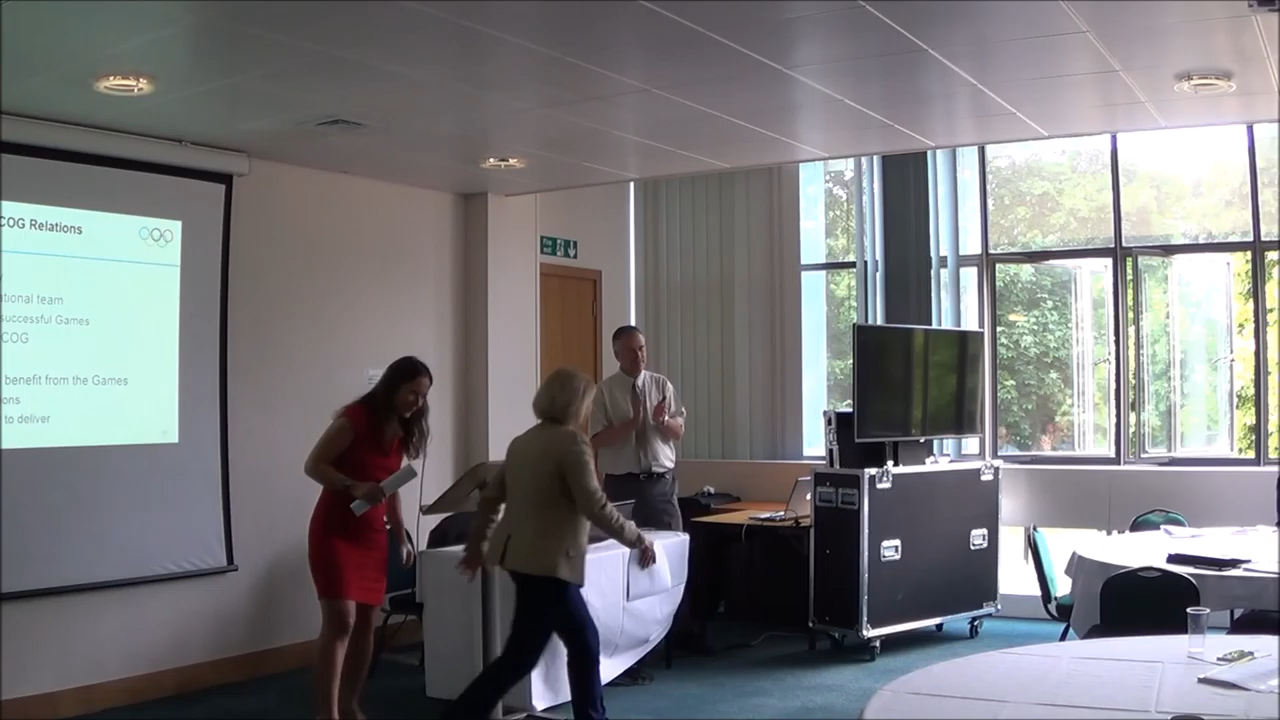 COG Relations
ational team
successful Games
COG
benefit from the Games
ons
to deliver
Fire
exit